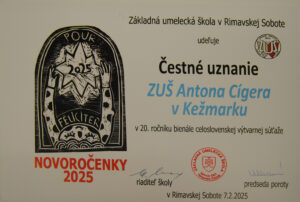 Základná umelecká škola v Rimavskej Sobote
udeľuje
POUR
2025
FELICITER
Čestné uznanie
ZUŠ Antona Cígera
v Kežmarku
v 20. ročníku bienále celoslovenskej výtvarnej súťaže
NOVOROČENKY
2025
riaditeľ školy
predseda poroty
v Rimavskej Sobote 7.2.2025